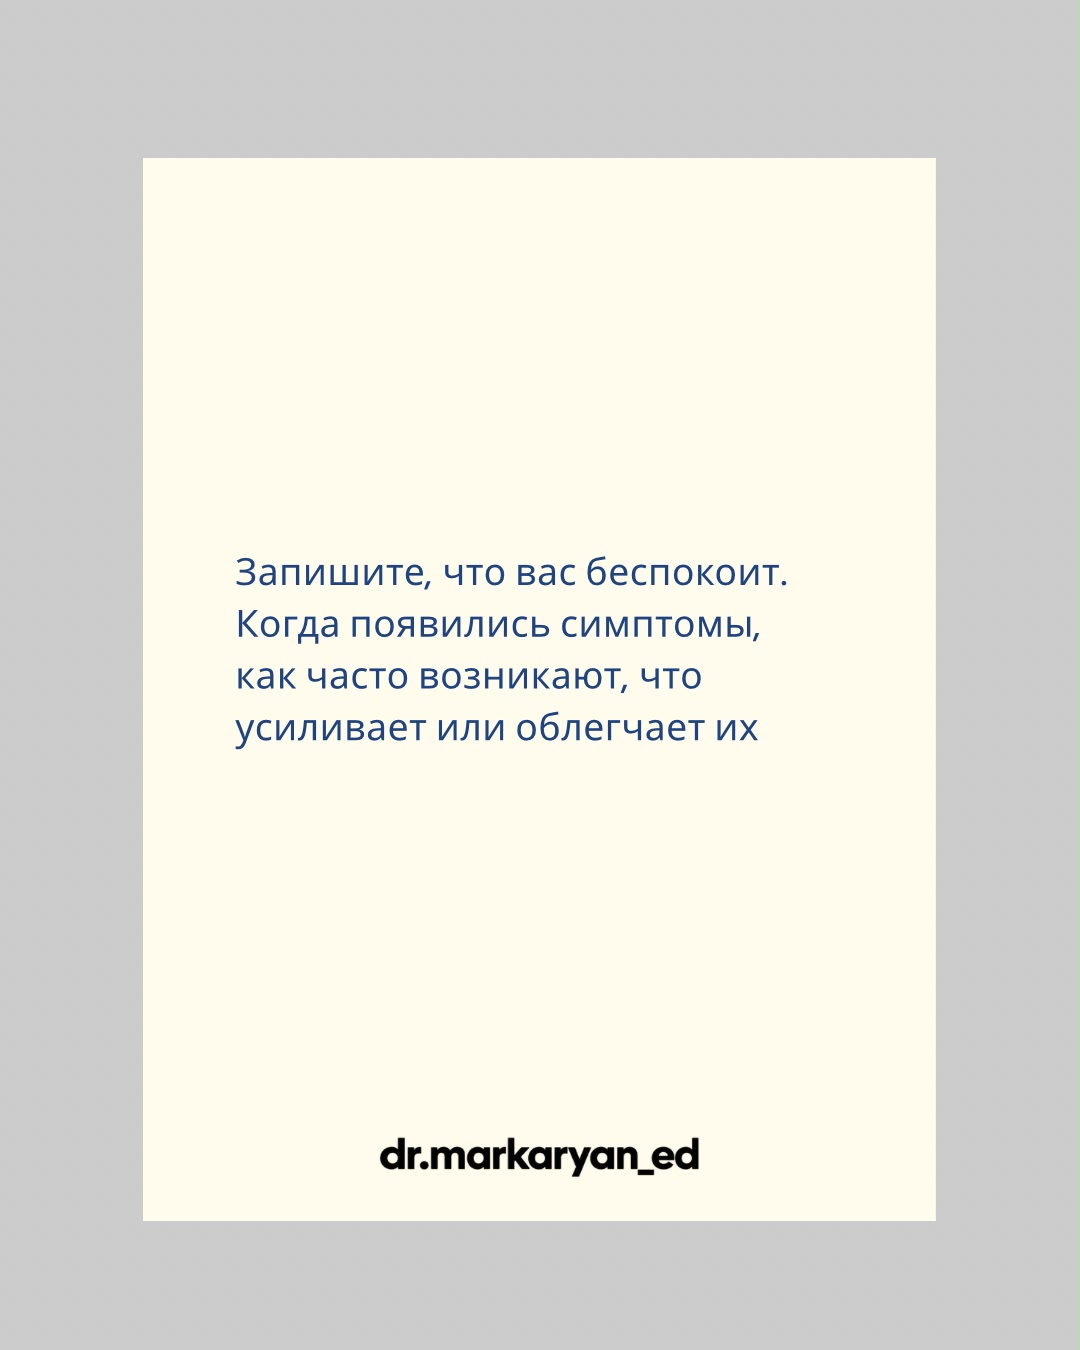 Запишите, что вас беспокоит.
Когда появились симптомы,
как часто возникают, что
усиливает или облегчает их
dr.markaryan_ed